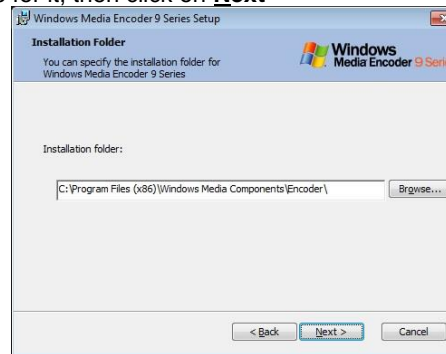 for it, then click on Next
Windows Media Encoder 9 Series Setup
Installation Folder
You can specify the installation folder for
Windows Media Encoder 9 Series
Windows
Media Encoder 9 Seri
Installation folder:
C:\Program Files (x86)\Windows Media Components\Encoder\
Browse...
< Back
Next >
Cancel